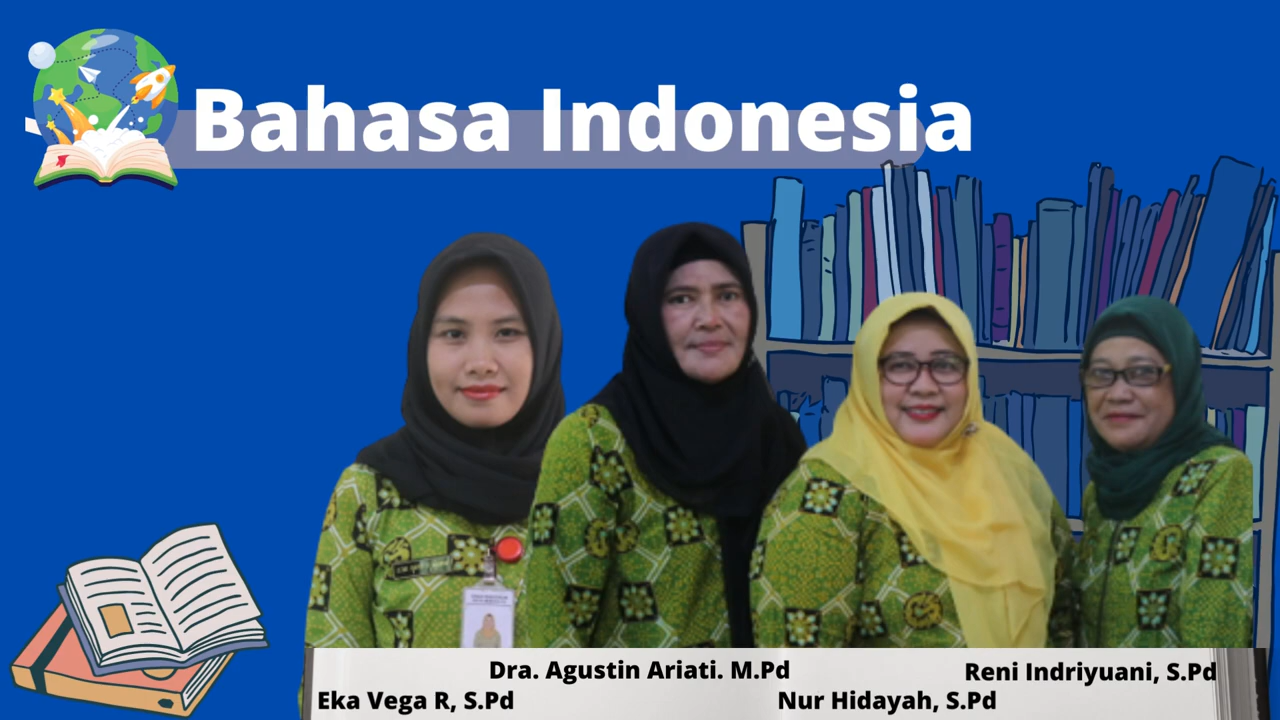 Bahasa Indonesia
Dra. Agustin Ariati. M.Pd
Reni Indriyuani, S.Pd
Eka Vega R, S.Pd
Nur Hidayah, S.Pd